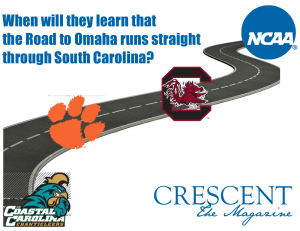 When will they learn that
the Road to Omaha runs straight
through South Carolina?
NCAA
COASTAL
CAROLINA
CHANTICLEERS
CRESCENT
The Magazine